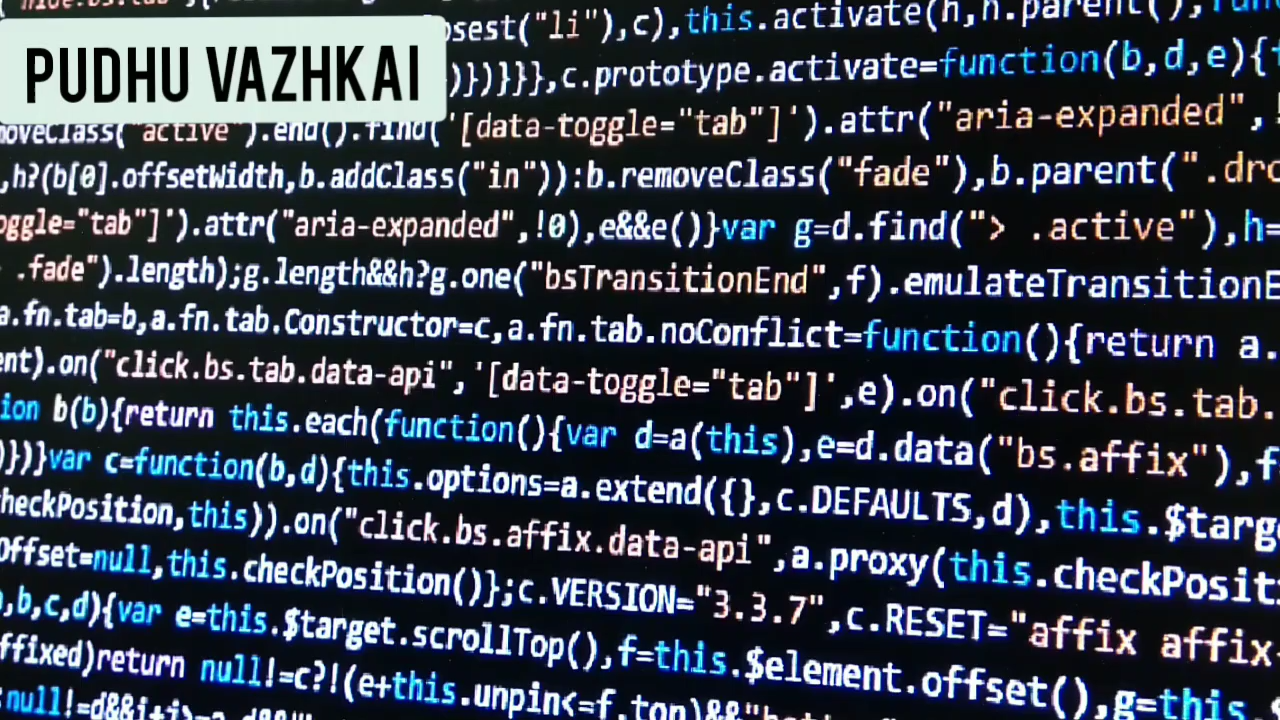 PUDHU VAZHKAI
osest("li"),c),this.activate(h,h.parent(),func
)})}}},c.prototype.activate=function(b,d,e){f
moveClass("active").end().find('[data-toggle="tab"]').attr("aria-expanded",!
,h?(b[0].offsetWidth,b.addClass("in")):b.removeClass("fade"),b.parent(".dro
oggle="tab"]').attr("aria-expanded",!0),e&&e()}var g=d.find("> .active"),h=
.fade").length);g.length&&h?g.one("bsTransitionEnd",f).emulateTransitionE
a.fn.tab=b,a.fn.tab.Constructor=c,a.fn.tab.noConflict=function(){return a.
ent).on("click.bs.tab.data-api",'[data-toggle="tab"]',e).on("click.bs.tab.
ion b(b){return this.each(function(){var d=a(this),e=d.data("bs.affix"),f
)})}var c=function(b,d){this.options=a.extend({},c.DEFAULTS,d),this.$targ
heckPosition,this)).on("click.bs.affix.data-api",a.proxy(this.checkPosit
Offset=null,this.checkPosition()};c.VERSION="3.3.7",c.RESET="affix affix-
,b,c,d){var e=this.$target.scrollTop(),f=this.$element.offset(),g=this.
ffixed)return null!=c?!(e+this.unpin<=f.top)&&"
null!=d&&i+j>=a-d&&"